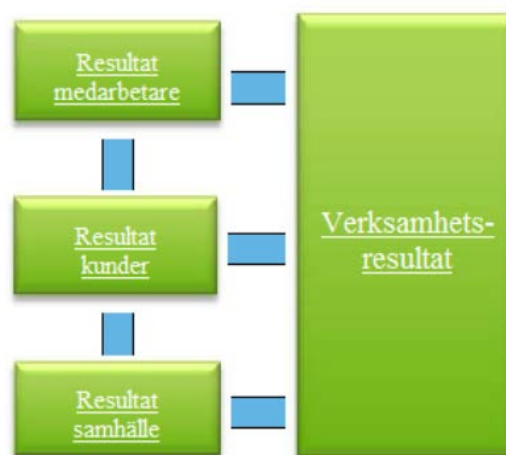 Resultat
medarbetare
Resultat
kunder
Resultat
samhälle
Verksamhets-
resultat